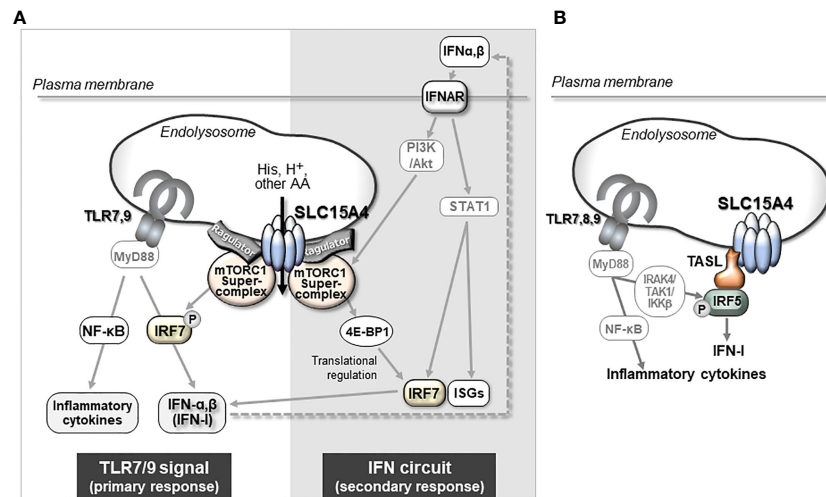 A
IFNα,β
Plasma membrane
IFNAR
Endolysosome
PI3K
/Akt
His, H+,
other AA
SLC15A4
STAT1
TLR7,9
Ragulator
Ragulator
MyD88
mTORC1
Super-
complex
mTORC1
Super-
complex
P
NF-κB
IRF7
4E-BP1
Translational
regulation
Inflammatory
cytokines
IFN-α,β
(IFN-I)
IRF7
ISGs
TLR7/9 signal
(primary response)
IFN circuit
(secondary response)
B
Plasma membrane
Endolysosome
SLC15A4
TLR7,8,9
MyD88
TASL
IRAK4/
TAK1/
IKKβ
IRF5
P
NF-κB
IFN-I
Inflammatory cytokines